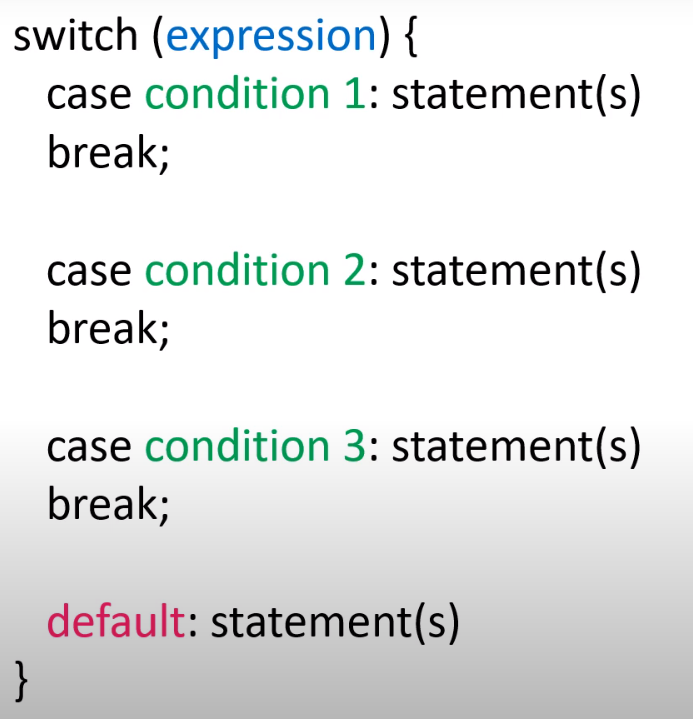 switch (expression) {
case condition 1: statement(s)
break;
case condition 2: statement(s)
break;
case condition 3: statement(s)
break;
default: statement(s)
}